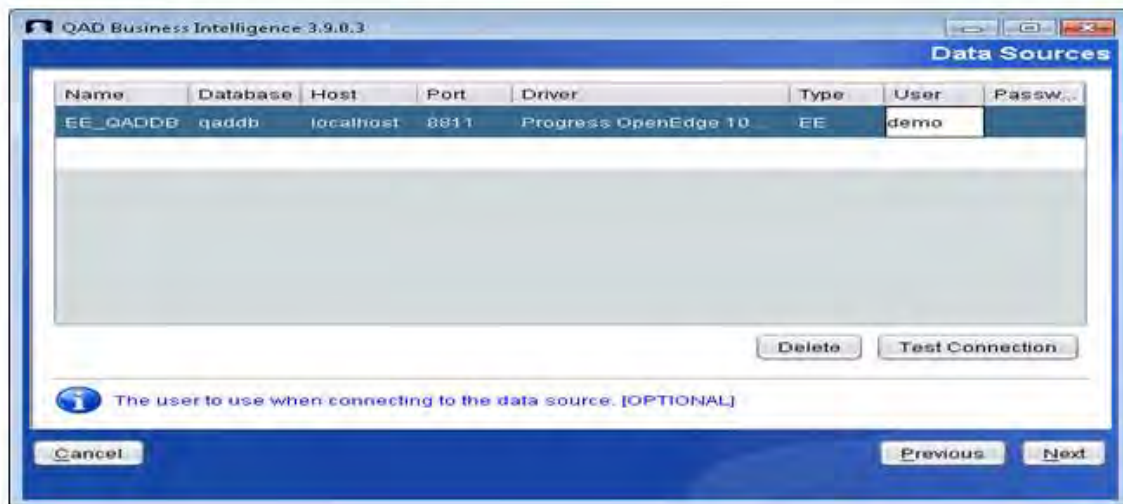 QAD Business Intelligence 3.9.0.3
Data Sources
Name Database Host Port Driver Type User Passw...
EE_QADDB qaddb localhost 8811 Progress OpenEdge 10... EE demo
Delete Test Connection
The user to use when connecting to the data source. [OPTIONAL]
Cancel Previous Next